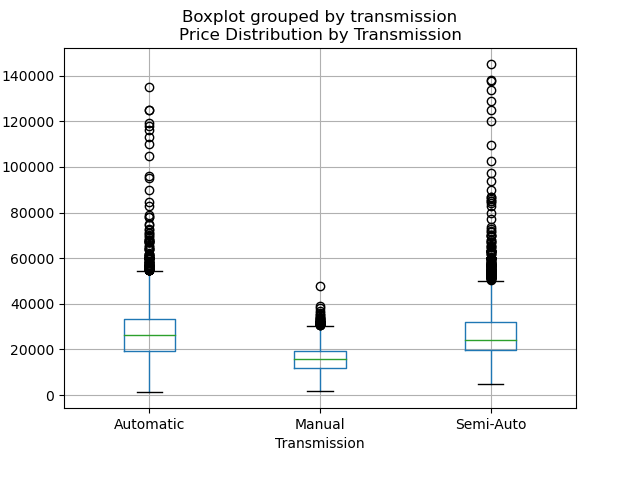 Boxplot grouped by transmission
Price Distribution by Transmission
140000
120000
100000
80000
60000
40000
20000
0
Automatic Manual Semi-Auto
Transmission